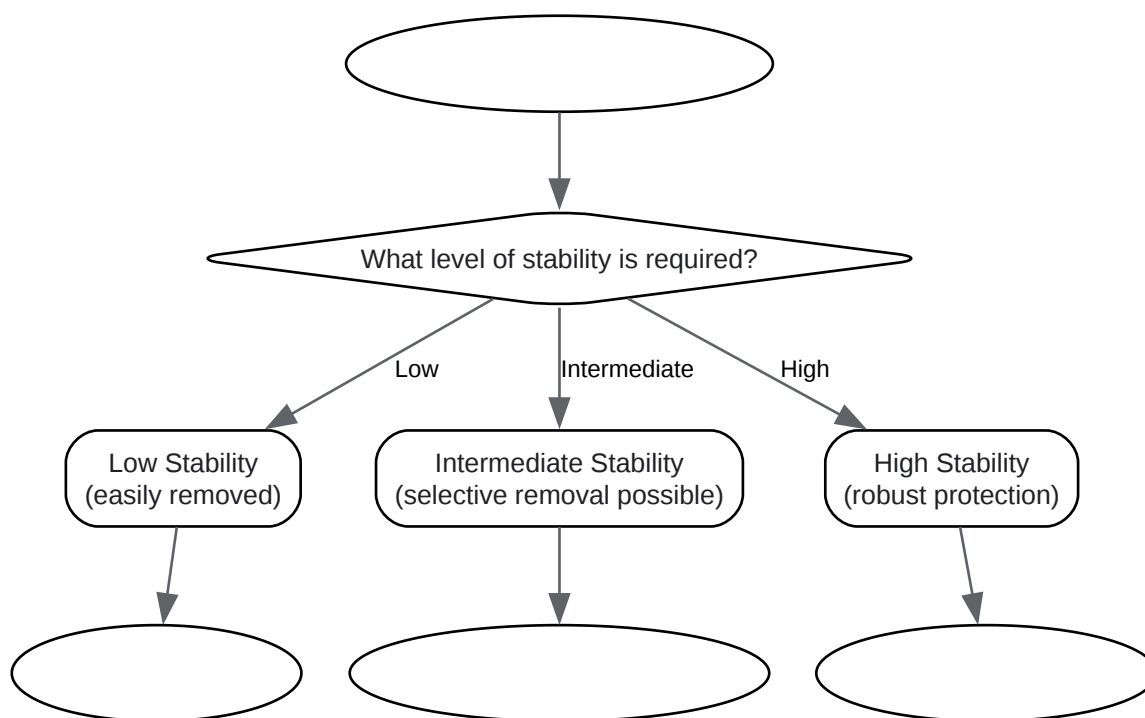 What level of stability is required?
Low
Intermediate
High
Low Stability
(easily removed)
Intermediate Stability
(selective removal possible)
High Stability
(robust protection)